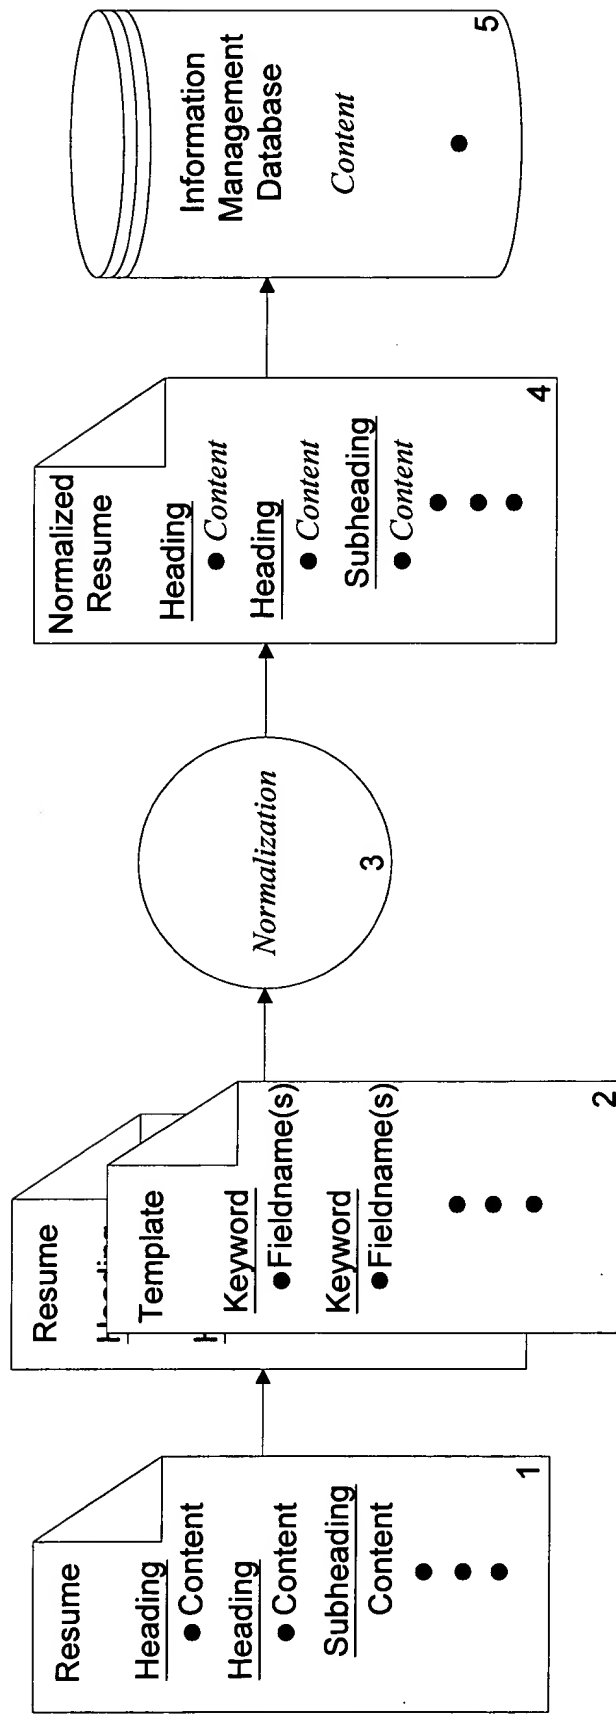 Resume
Heading
● Content
Heading
● Content
Subheading
Content
1
Resume
Heading
Template
Keyword
●Fieldname(s)
Keyword
●Fieldname(s)
2
Normalization
3
Normalized
Resume
Heading
● Content
Heading
● Content
Subheading
● Content
4
Information
Management
Database
Content
5